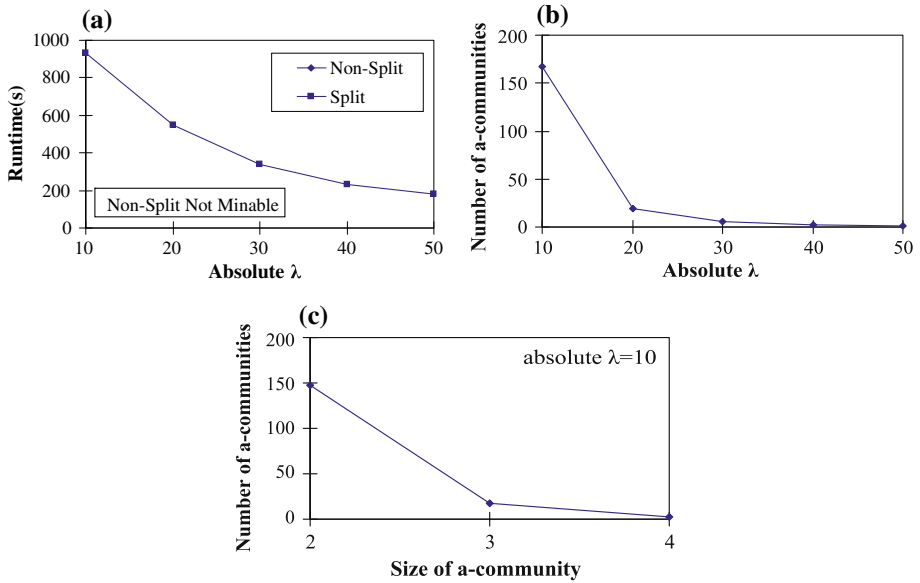 (a)
Runtime(s)
1000
800
600
400
200
0
Non-Split
Split
Non-Split Not Minable
10 20 30 40 50
Absolute λ
(b)
Number of a-communities
200
150
100
50
0
10 20 30 40 50
Absolute λ
(c)
Number of a-communities
200
150
100
50
0
absolute λ=10
2 3 4
Size of a-community